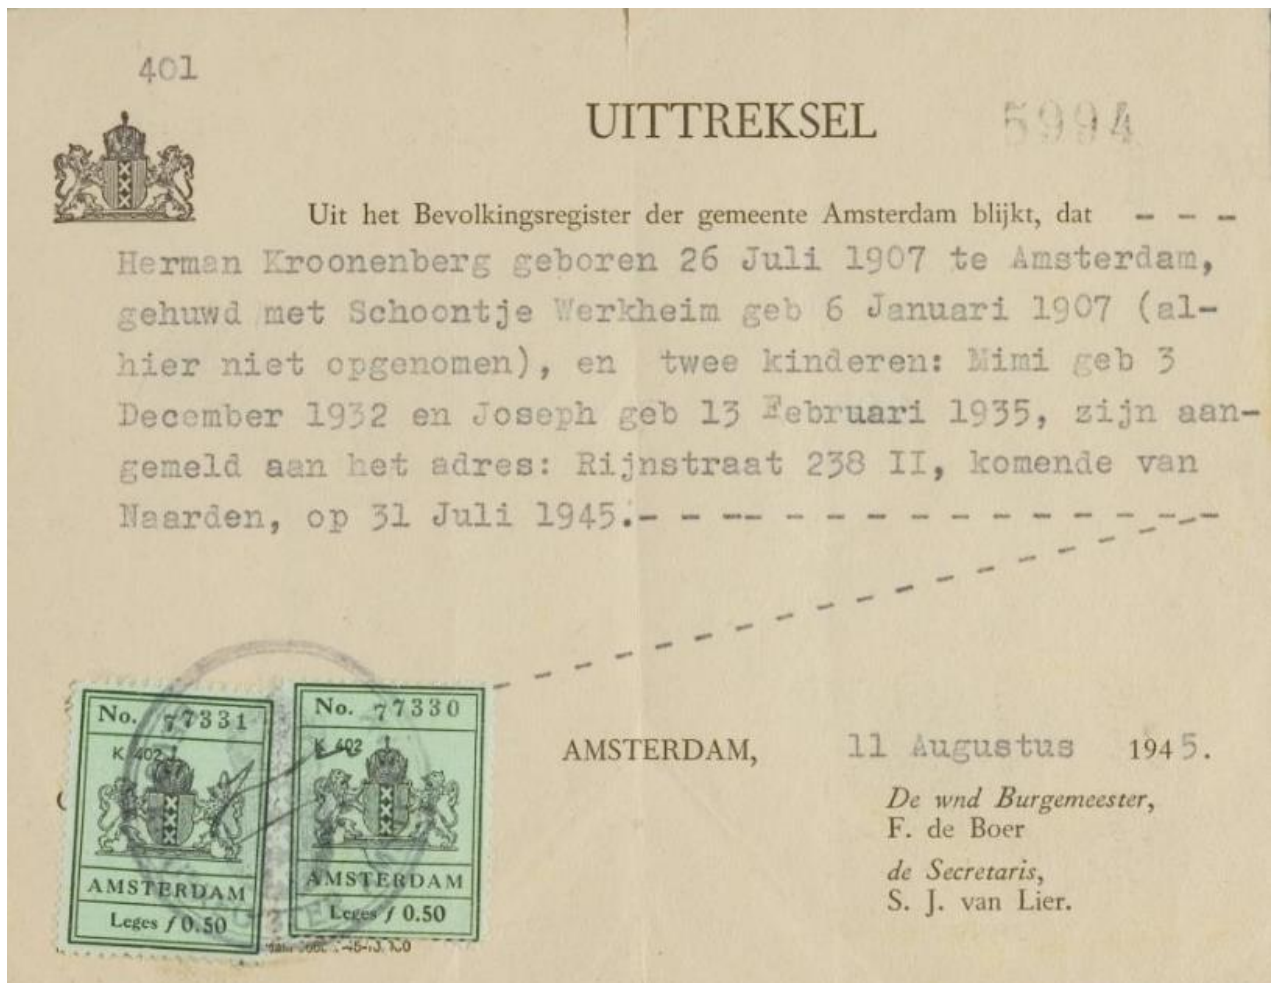 401
UITTREKSEL 5994
Uit het Bevolkingsregister der gemeente Amsterdam blijkt, dat - - -
Herman Kroonenberg geboren 26 Juli 1907 te Amsterdam,
gehuwd met Schoontje Werkheim geb 6 Januari 1907 (al-
hier niet opgenomen), en twee kinderen: Mimi geb 3
December 1932 en Joseph geb 13 Februari 1935, zijn aan-
gemeld aan het adres: Rijnstraat 238 II, komende van
Naarden, op 31 Juli 1945.- - - - - - - - - - - - - - -
No. 77331
K 402
AMSTERDAM
Leges ƒ 0.50
No. 77330
K 402
AMSTERDAM
Leges ƒ 0.50
AMSTERDAM, 11 Augustus 1945.
De wnd Burgemeester,
F. de Boer
de Secretaris,
S. J. van Lier.